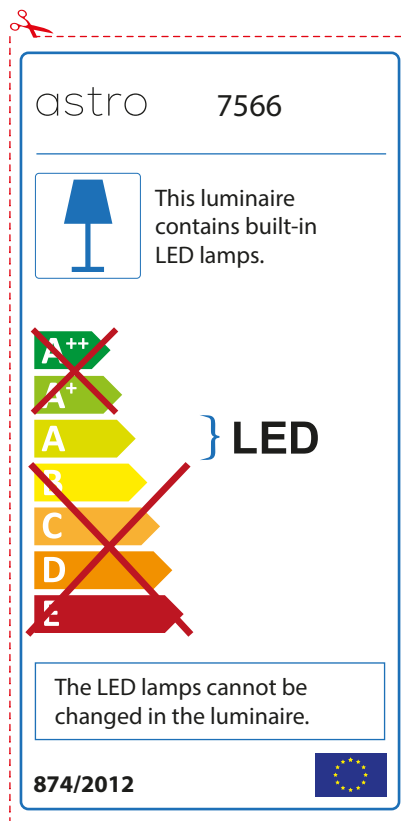 astro 7566
This luminaire
contains built-in
LED lamps.
A++
A+
A
} LED
B
C
D
E
The LED lamps cannot be
changed in the luminaire.
874/2012